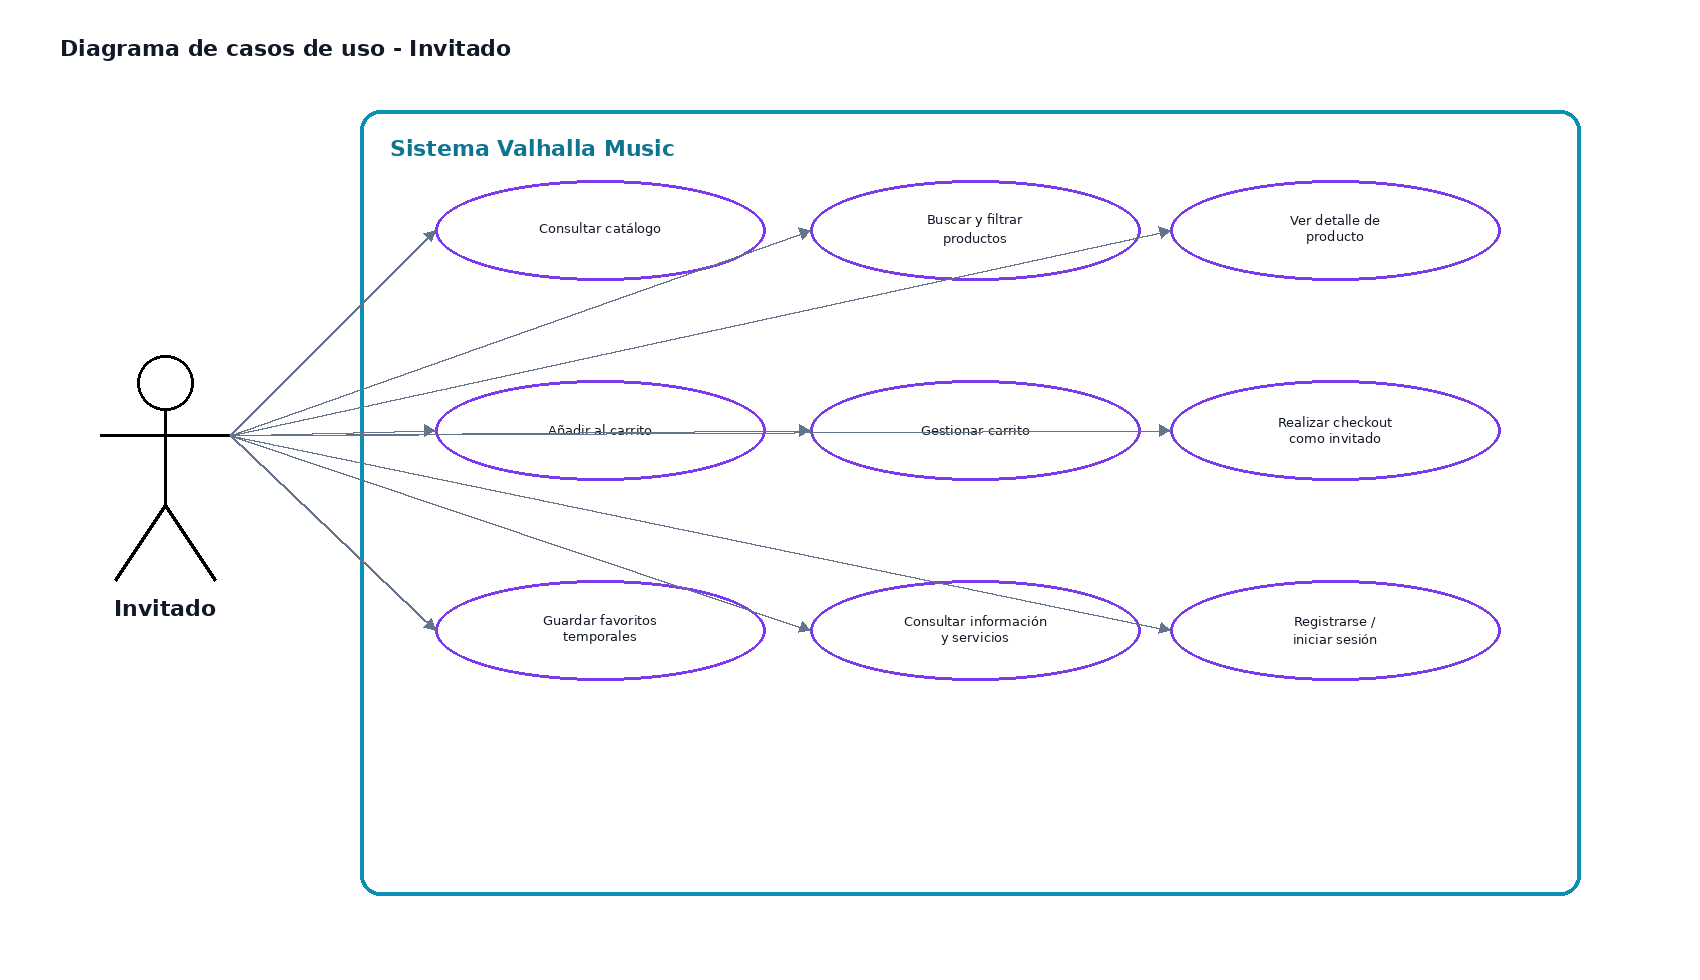 Diagrama de casos de uso - Invitado
Sistema Valhalla Music
Consultar catálogo
Buscar y filtrar
productos
Ver detalle de
producto
Añadir al carrito
Gestionar carrito
Realizar checkout
como invitado
Invitado
Guardar favoritos
temporales
Consultar información
y servicios
Registrarse /
iniciar sesión